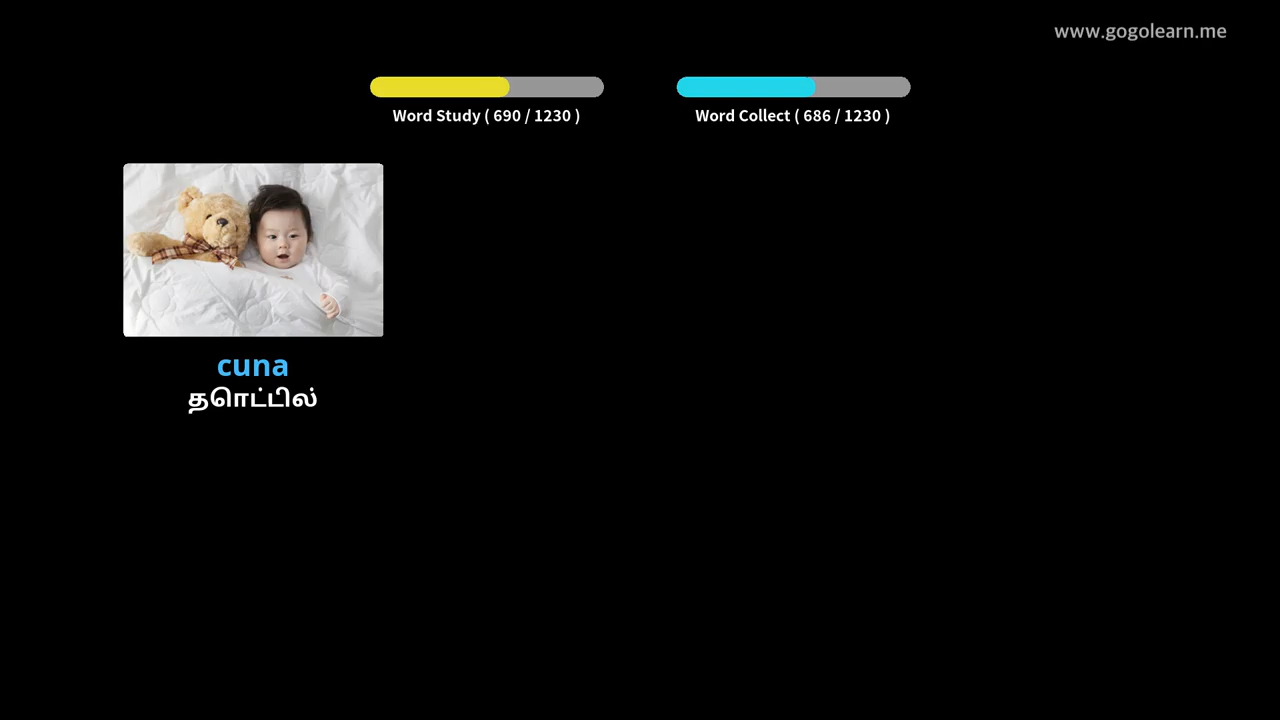 www.gogolearn.me
Word Study ( 690 / 1230 )
Word Collect ( 686 / 1230 )
cuna
தொட்டில்